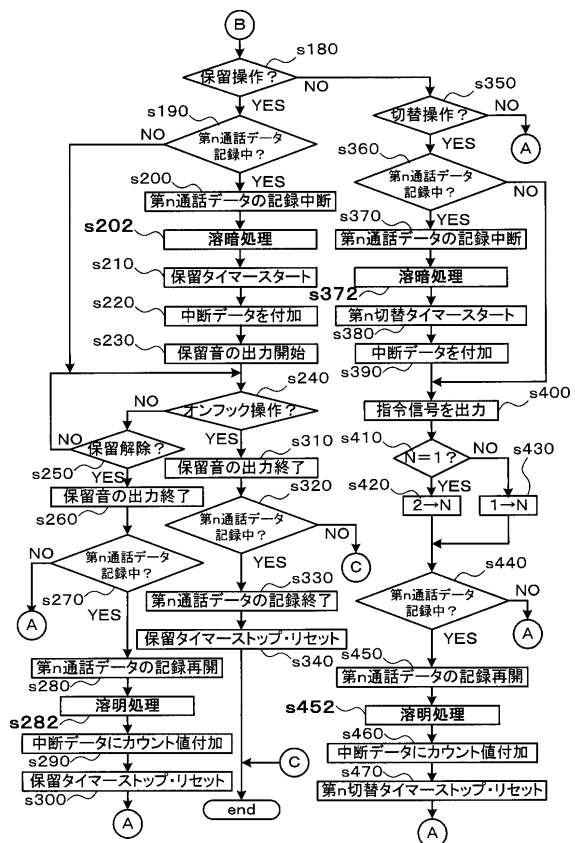 B
s180
保留操作?
NO
YES
s190
第n通話データ
記録中?
NO
YES
s200
第n通話データの記録中断
s202
溶暗処理
s210
保留タイマースタート
s220
中断データを付加
s230
保留音の出力開始
s240
オンフック操作?
NO
YES
保留解除?
NO
s250
YES
保留音の出力終了
s260
第n通話データ
記録中?
NO
s270
A
YES
第n通話データの記録再開
s280
s282
溶明処理
中断データにカウント値付加
s290
保留タイマーストップ・リセット
s300
A
s310
保留音の出力終了
s320
第n通話データ
記録中?
YES
C
s330
第n通話データの記録終了
保留タイマーストップ・リセット
s340
C
end
s350
切替操作?
NO
A
YES
s360
第n通話データ
記録中?
NO
YES
s370
第n通話データの記録中断
溶暗処理
s372
第n切替タイマースタート
s380
中断データを付加
s390
指令信号を出力
s400
s410
N=1?
NO
s430
s420
YES
2→N
1→N
s440
第n通話データ
記録中?
NO
A
YES
s450
第n通話データの記録再開
s452
溶明処理
s460
中断データにカウント値付加
s470
第n切替タイマーストップ・リセット
A